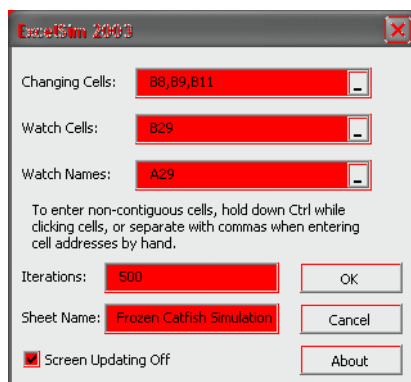 ExcelSim 2003
Changing Cells: B8,B9,B11
Watch Cells: B29
Watch Names: A29
To enter non-contiguous cells, hold down Ctrl while
clicking cells, or separate with commas when entering
cell addresses by hand.
Iterations: 500 OK
Sheet Name: Frozen Catfish Simulation Cancel
Screen Updating Off About